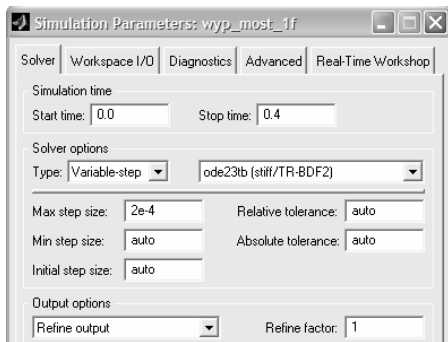 Simulation Parameters: wyp_most_1f
Solver Workspace I/O Diagnostics Advanced Real-Time Workshop
Simulation time
Start time: 0.0 Stop time: 0.4
Solver options
Type: Variable-step ode23tb (stiff/TR-BDF2)
Max step size: 2e-4 Relative tolerance: auto
Min step size: auto Absolute tolerance: auto
Initial step size: auto
Output options
Refine output Refine factor: 1